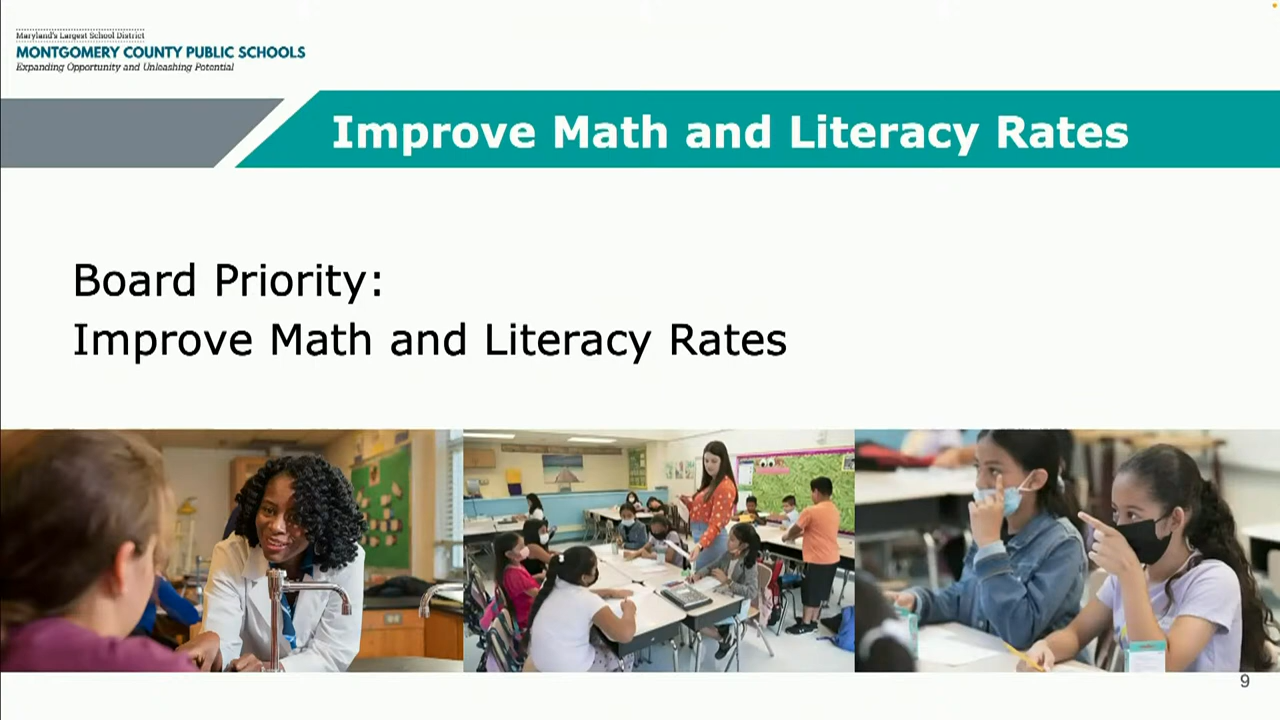 Maryland's Largest School District
MONTGOMERY COUNTY PUBLIC SCHOOLS
Expanding Opportunity and Unleashing Potential
Improve Math and Literacy Rates
Board Priority:
Improve Math and Literacy Rates
9